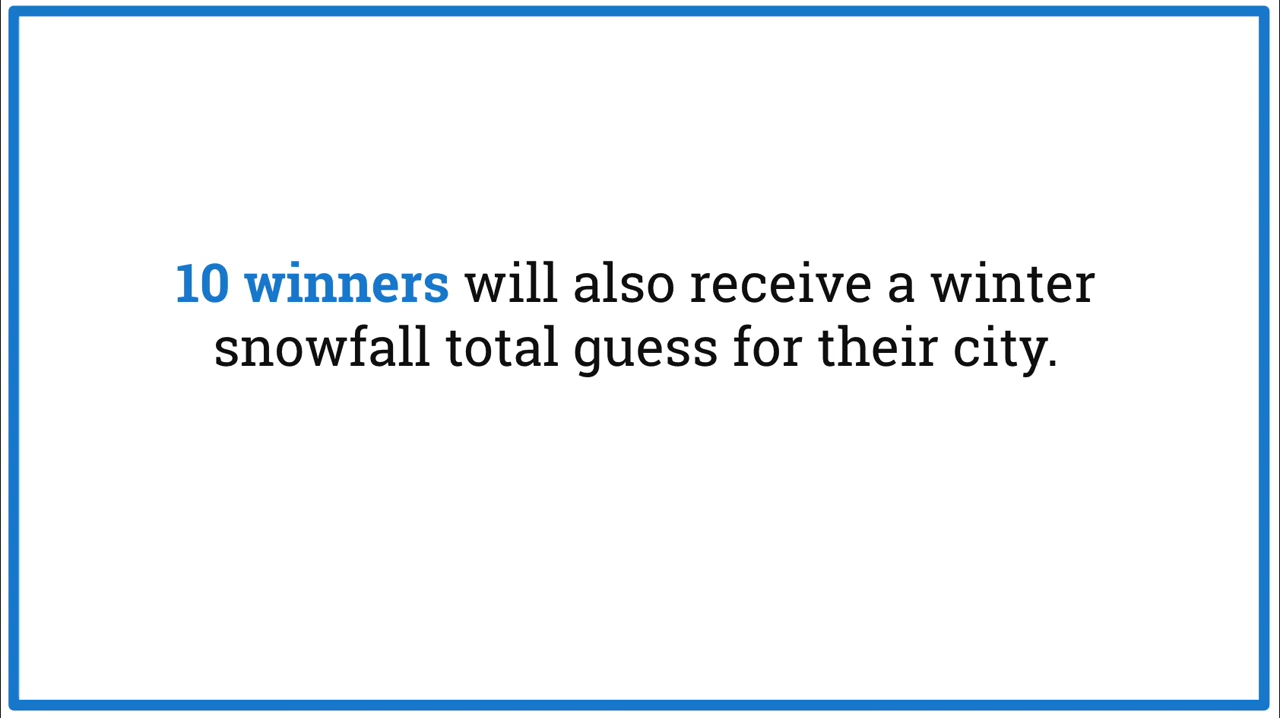 10 winners will also receive a winter
snowfall total guess for their city.